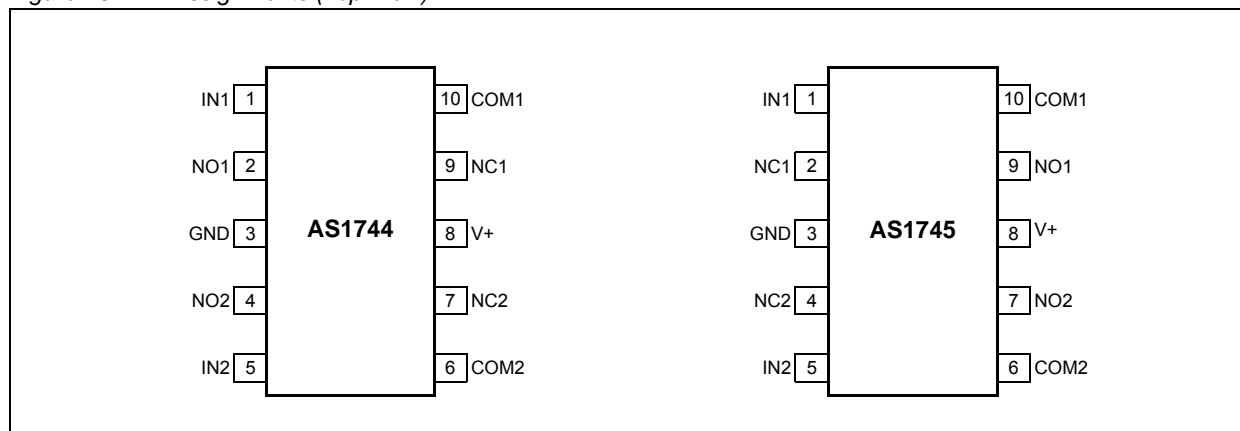 IN1 1 10 COM1
NO1 2 9 NC1
GND 3 AS1744 8 V+
NO2 4 7 NC2
IN2 5 6 COM2
IN1 1 10 COM1
NC1 2 9 NO1
GND 3 AS1745 8 V+
NC2 4 7 NO2
IN2 5 6 COM2